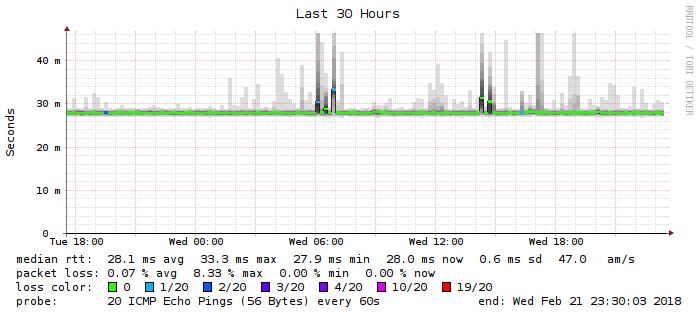 Last 30 Hours
RRDTOOL / TOBI OETIKER
Seconds
40 m
30 m
20 m
10 m
0
Tue 18:00 Wed 00:00 Wed 06:00 Wed 12:00 Wed 18:00
median rtt: 28.1 ms avg 33.3 ms max 27.9 ms min 28.0 ms now 0.6 ms sd 47.0 am/s
packet loss: 0.07 % avg 8.33 % max 0.00 % min 0.00 % now
loss color: 0 1/20 2/20 3/20 4/20 10/20 19/20
probe: 20 ICMP Echo Pings (56 Bytes) every 60s end: Wed Feb 21 23:30:03 2018